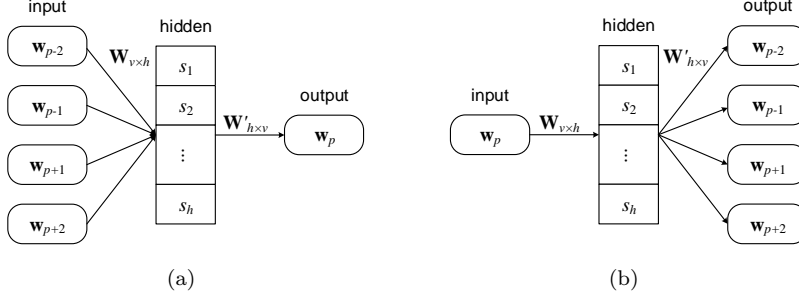 input
hidden
output
w_{p-2}
w_{p-1}
w_{p+1}
w_{p+2}
W_{v×h}
s_1
s_2
⋮
s_h
W'_{h×v}
w_p
(a)
input
hidden
output
w_p
W_{v×h}
s_1
s_2
⋮
s_h
W'_{h×v}
w_{p-2}
w_{p-1}
w_{p+1}
w_{p+2}
(b)